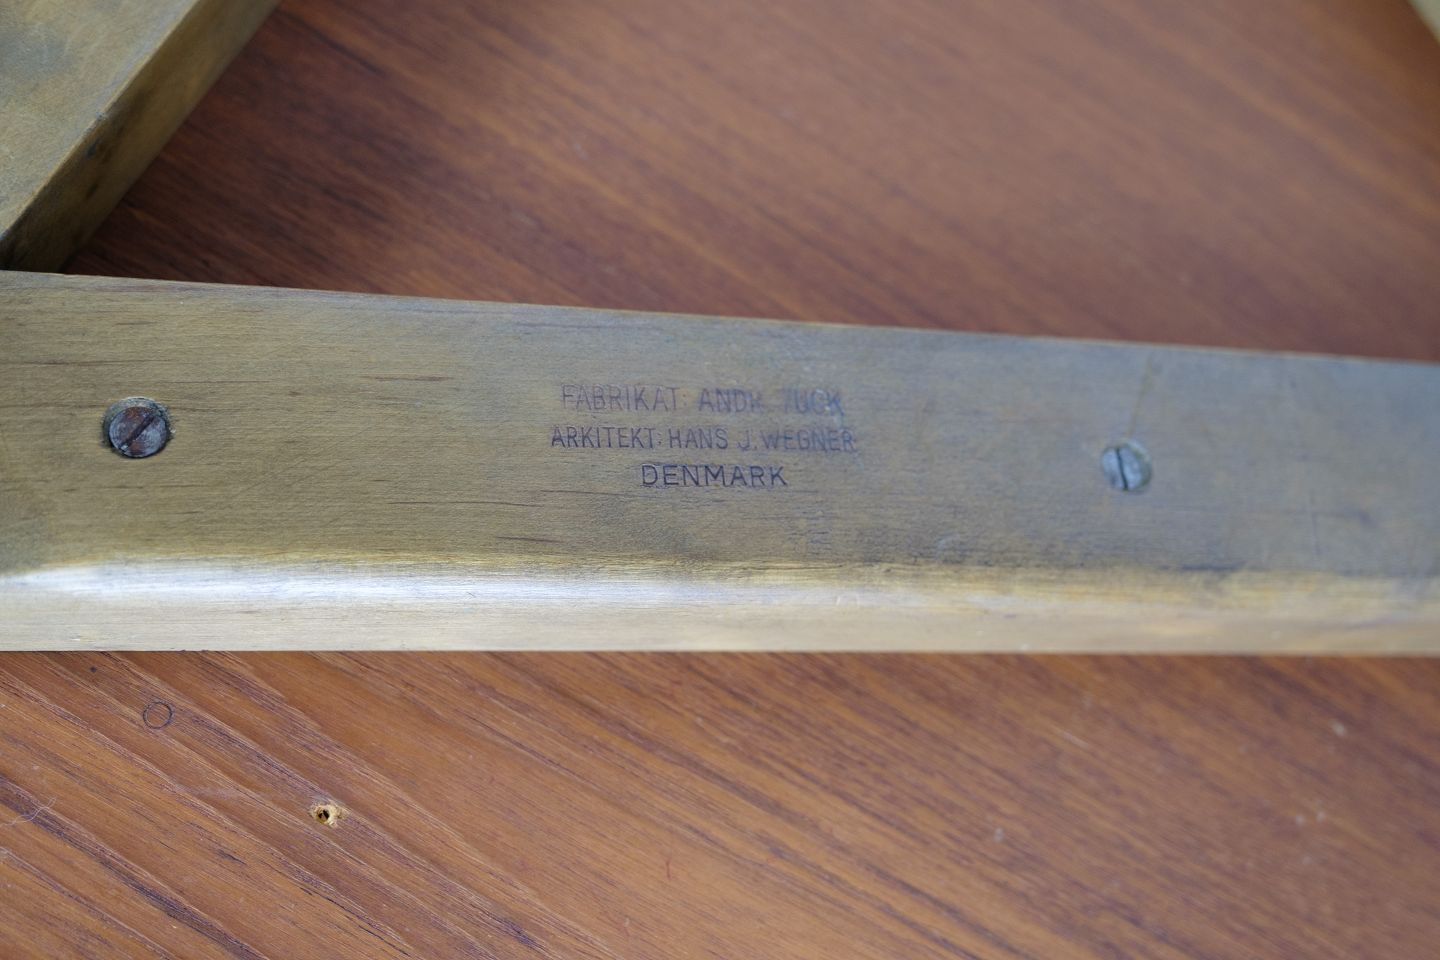 FABRIKAT: ANDR. TUCK
ARKITEKT: HANS J. WEGNER
DENMARK